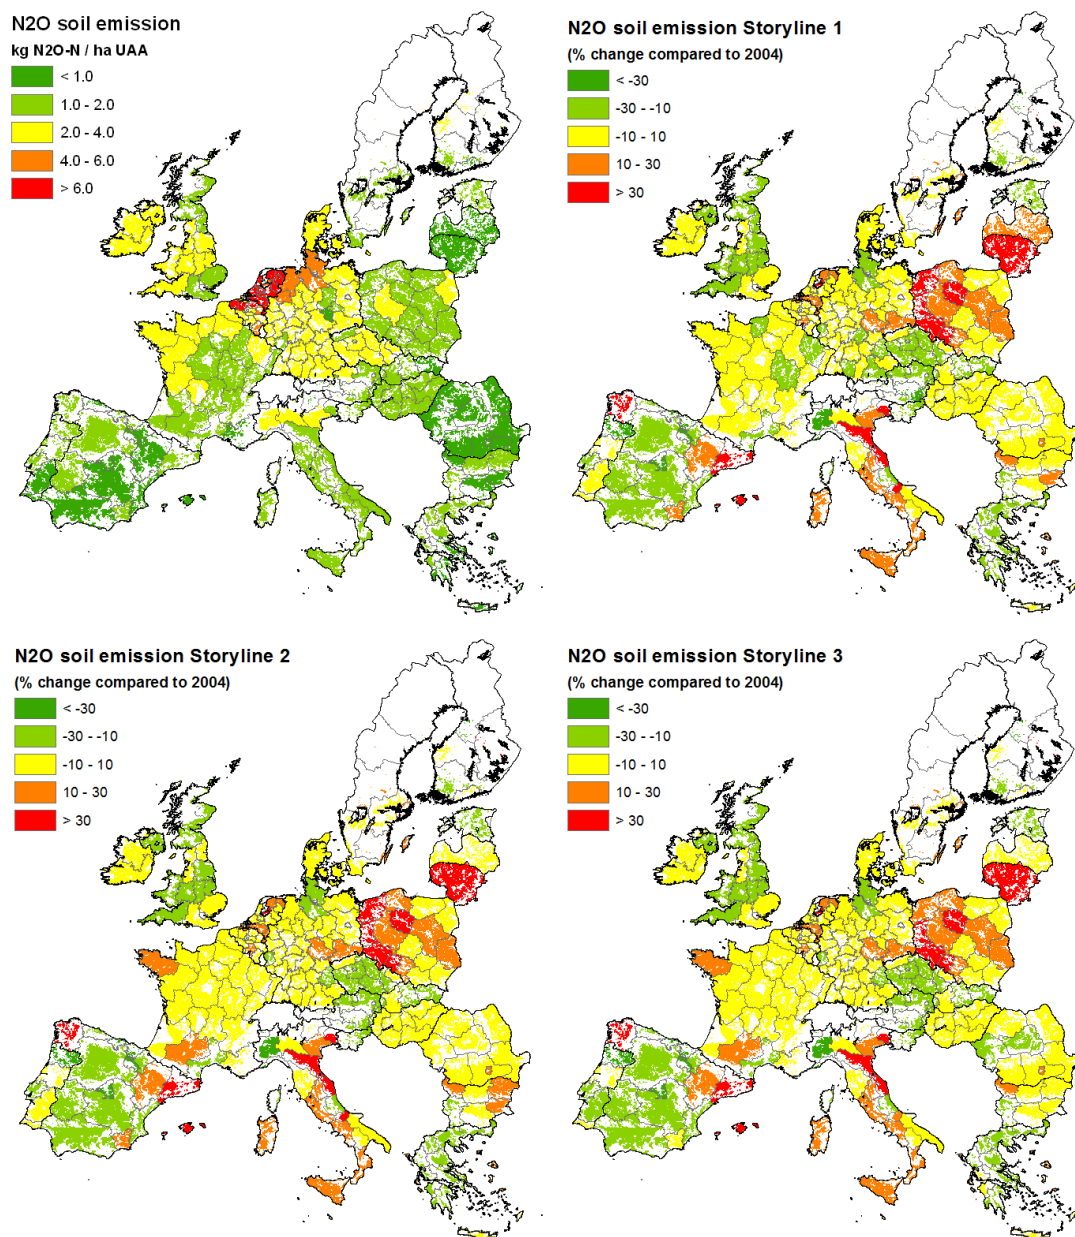 N2O soil emission
kg N2O-N / ha UAA
< 1.0
1.0 - 2.0
2.0 - 4.0
4.0 - 6.0
> 6.0
N2O soil emission Storyline 1
(% change compared to 2004)
< -30
-30 - -10
-10 - 10
10 - 30
> 30
N2O soil emission Storyline 2
(% change compared to 2004)
< -30
-30 - -10
-10 - 10
10 - 30
> 30
N2O soil emission Storyline 3
(% change compared to 2004)
< -30
-30 - -10
-10 - 10
10 - 30
> 30